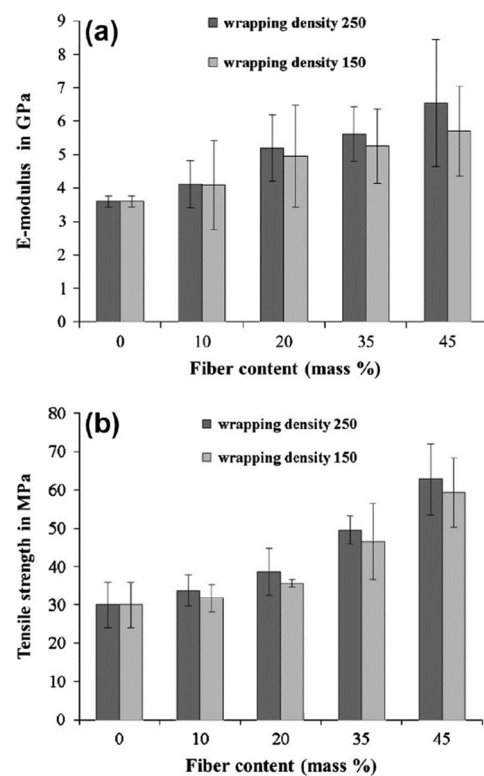 (a)
wrapping density 250
wrapping density 150
E-modulus in GPa
9
8
7
6
5
4
3
2
1
0
0 10 20 35 45
Fiber content (mass %)
(b)
wrapping density 250
wrapping density 150
Tensile strength in MPa
80
70
60
50
40
30
20
10
0
0 10 20 35 45
Fiber content (mass %)